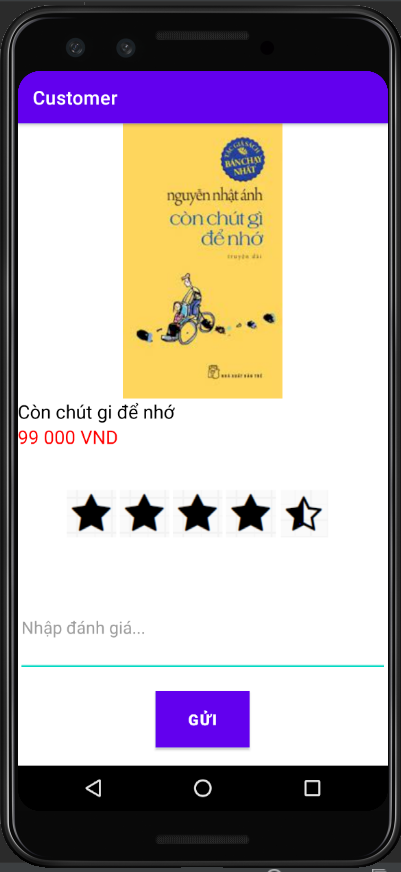 Customer
TÁC GIẢ SÁCH
BÁN CHẠY
NHẤT
nguyễn nhật ánh
còn chút gì
để nhớ
truyện dài
NHÀ XUẤT BẢN TRẺ
Còn chút gi để nhớ
99 000 VND
Nhập đánh giá...
GỬI